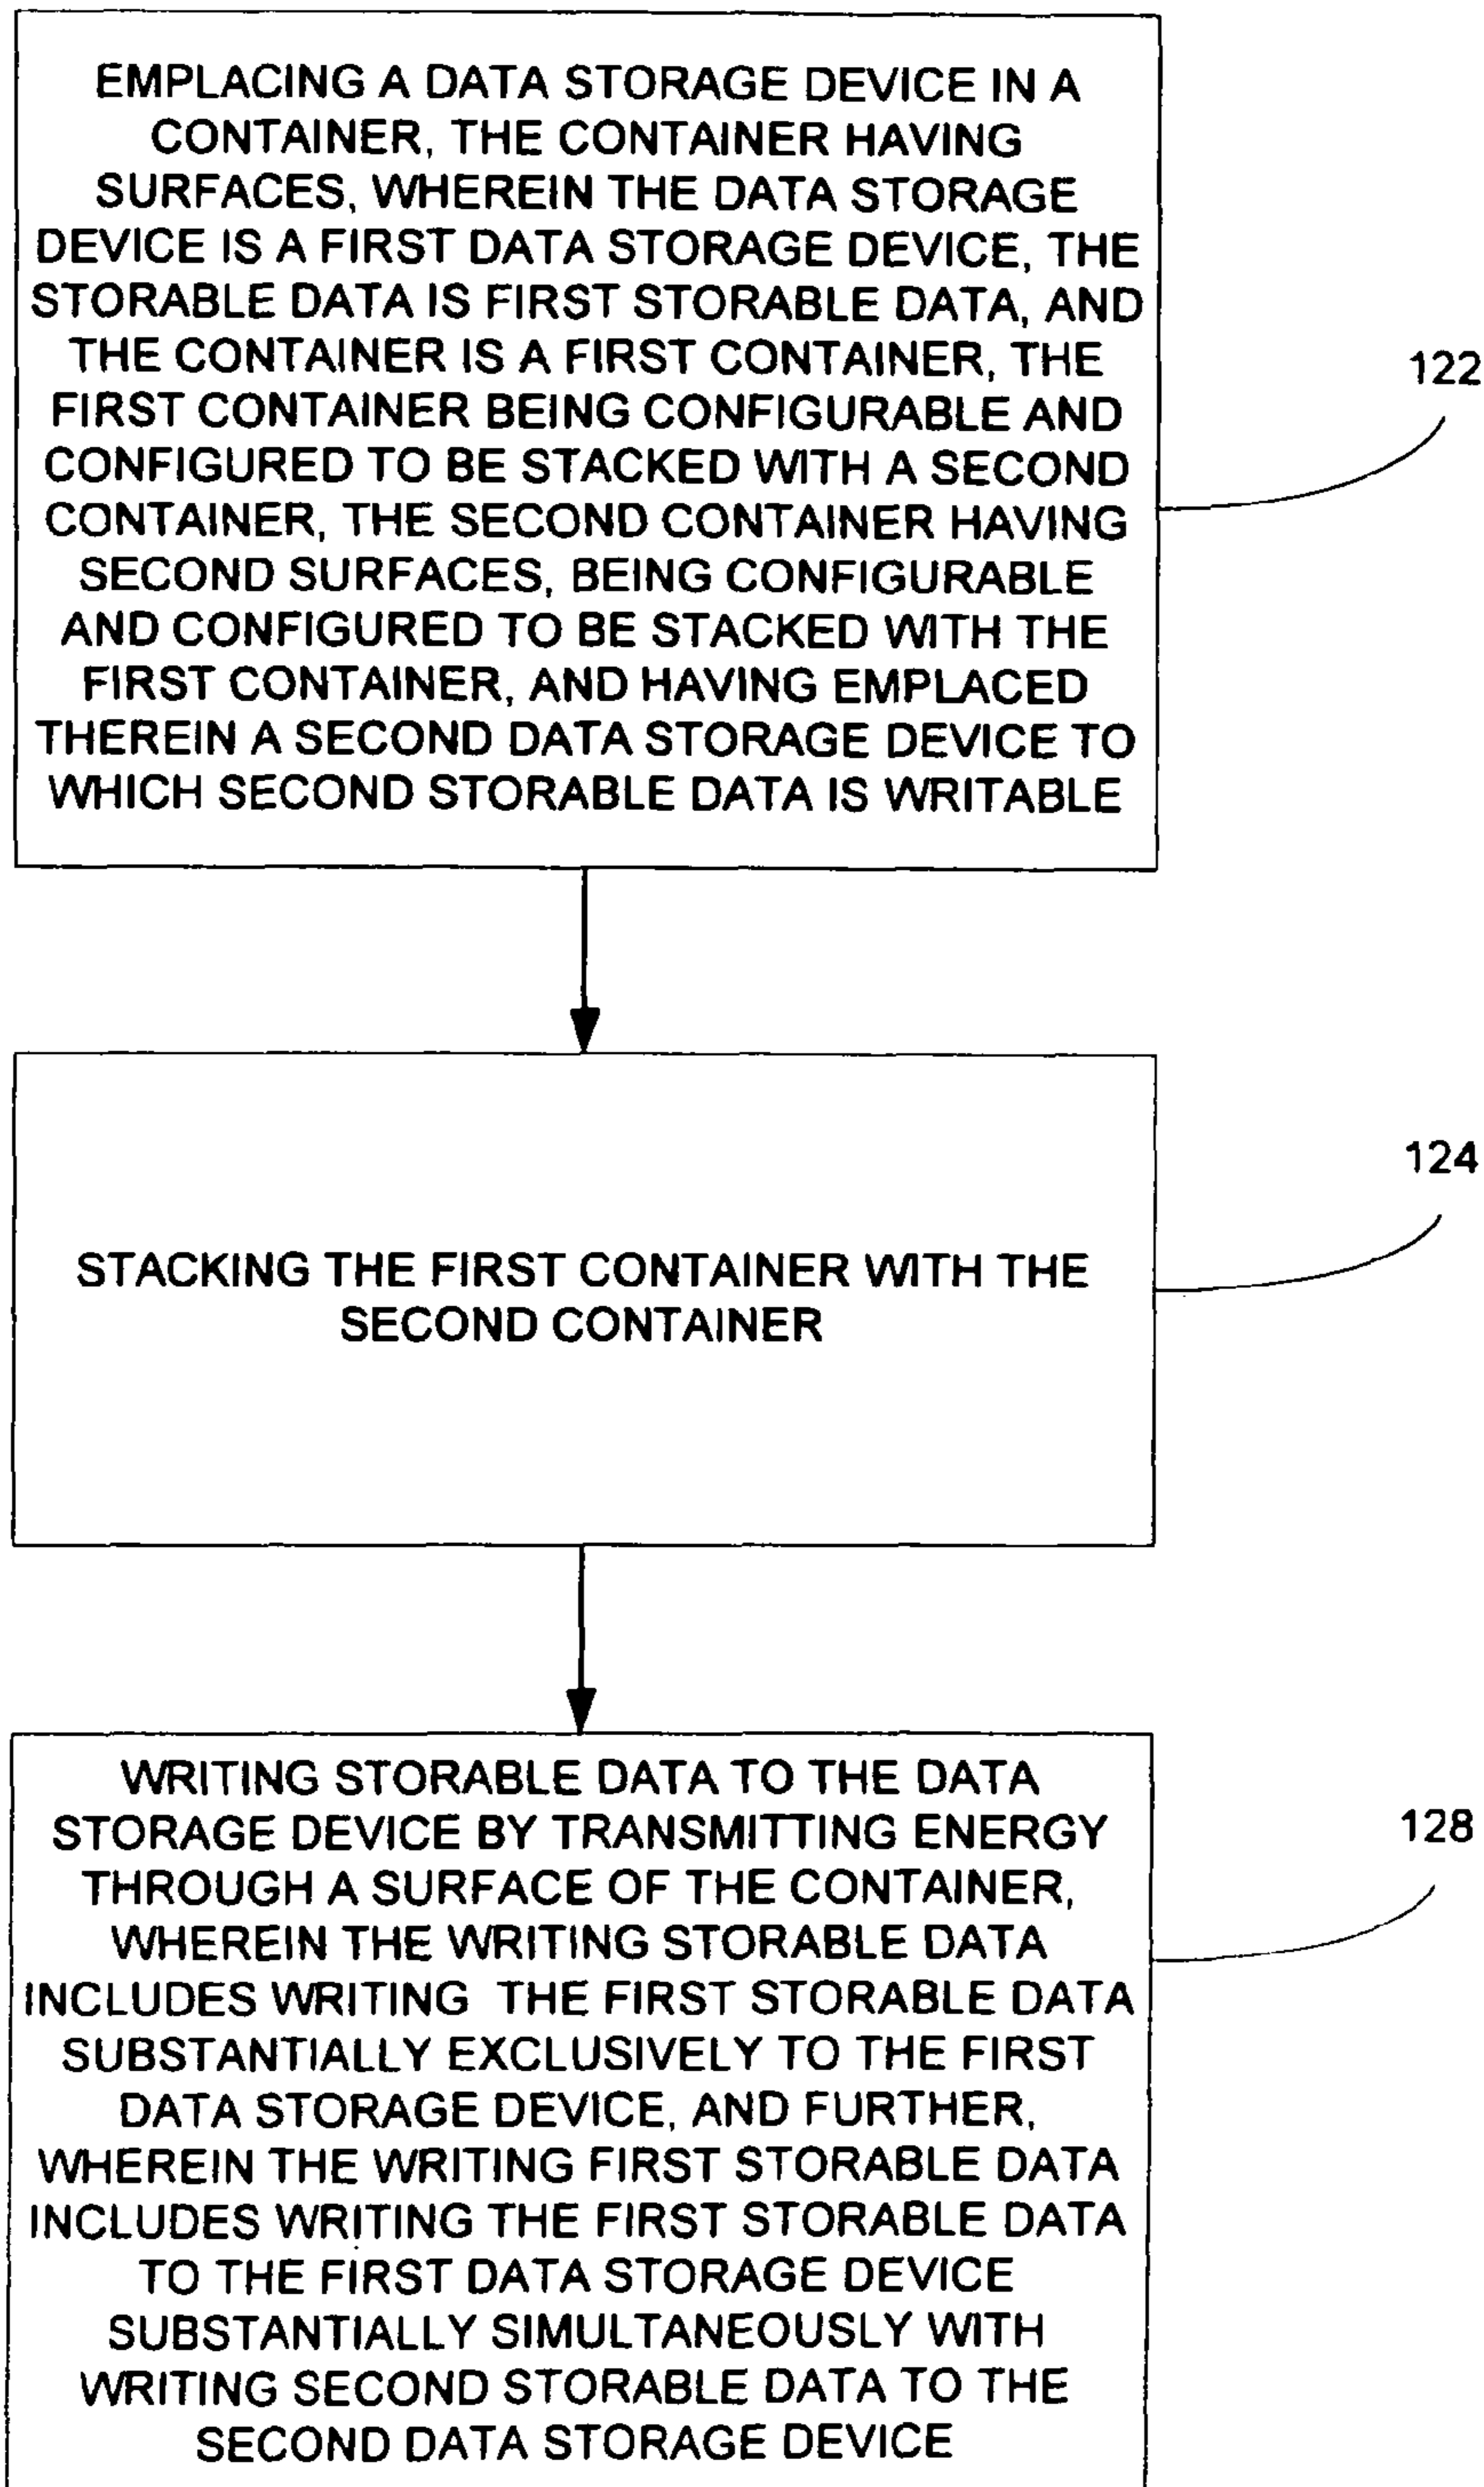 EMPLACING A DATA STORAGE DEVICE IN A
CONTAINER, THE CONTAINER HAVING
SURFACES, WHEREIN THE DATA STORAGE
DEVICE IS A FIRST DATA STORAGE DEVICE, THE
STORABLE DATA IS FIRST STORABLE DATA, AND
THE CONTAINER IS A FIRST CONTAINER, THE
FIRST CONTAINER BEING CONFIGURABLE AND
CONFIGURED TO BE STACKED WITH A SECOND
CONTAINER, THE SECOND CONTAINER HAVING
SECOND SURFACES, BEING CONFIGURABLE
AND CONFIGURED TO BE STACKED WITH THE
FIRST CONTAINER, AND HAVING EMPLACED
THEREIN A SECOND DATA STORAGE DEVICE TO
WHICH SECOND STORABLE DATA IS WRITABLE
122
STACKING THE FIRST CONTAINER WITH THE
SECOND CONTAINER
124
WRITING STORABLE DATA TO THE DATA
STORAGE DEVICE BY TRANSMITTING ENERGY
THROUGH A SURFACE OF THE CONTAINER,
WHEREIN THE WRITING STORABLE DATA
INCLUDES WRITING THE FIRST STORABLE DATA
SUBSTANTIALLY EXCLUSIVELY TO THE FIRST
DATA STORAGE DEVICE, AND FURTHER,
WHEREIN THE WRITING FIRST STORABLE DATA
INCLUDES WRITING THE FIRST STORABLE DATA
TO THE FIRST DATA STORAGE DEVICE
SUBSTANTIALLY SIMULTANEOUSLY WITH
WRITING SECOND STORABLE DATA TO THE
SECOND DATA STORAGE DEVICE
128